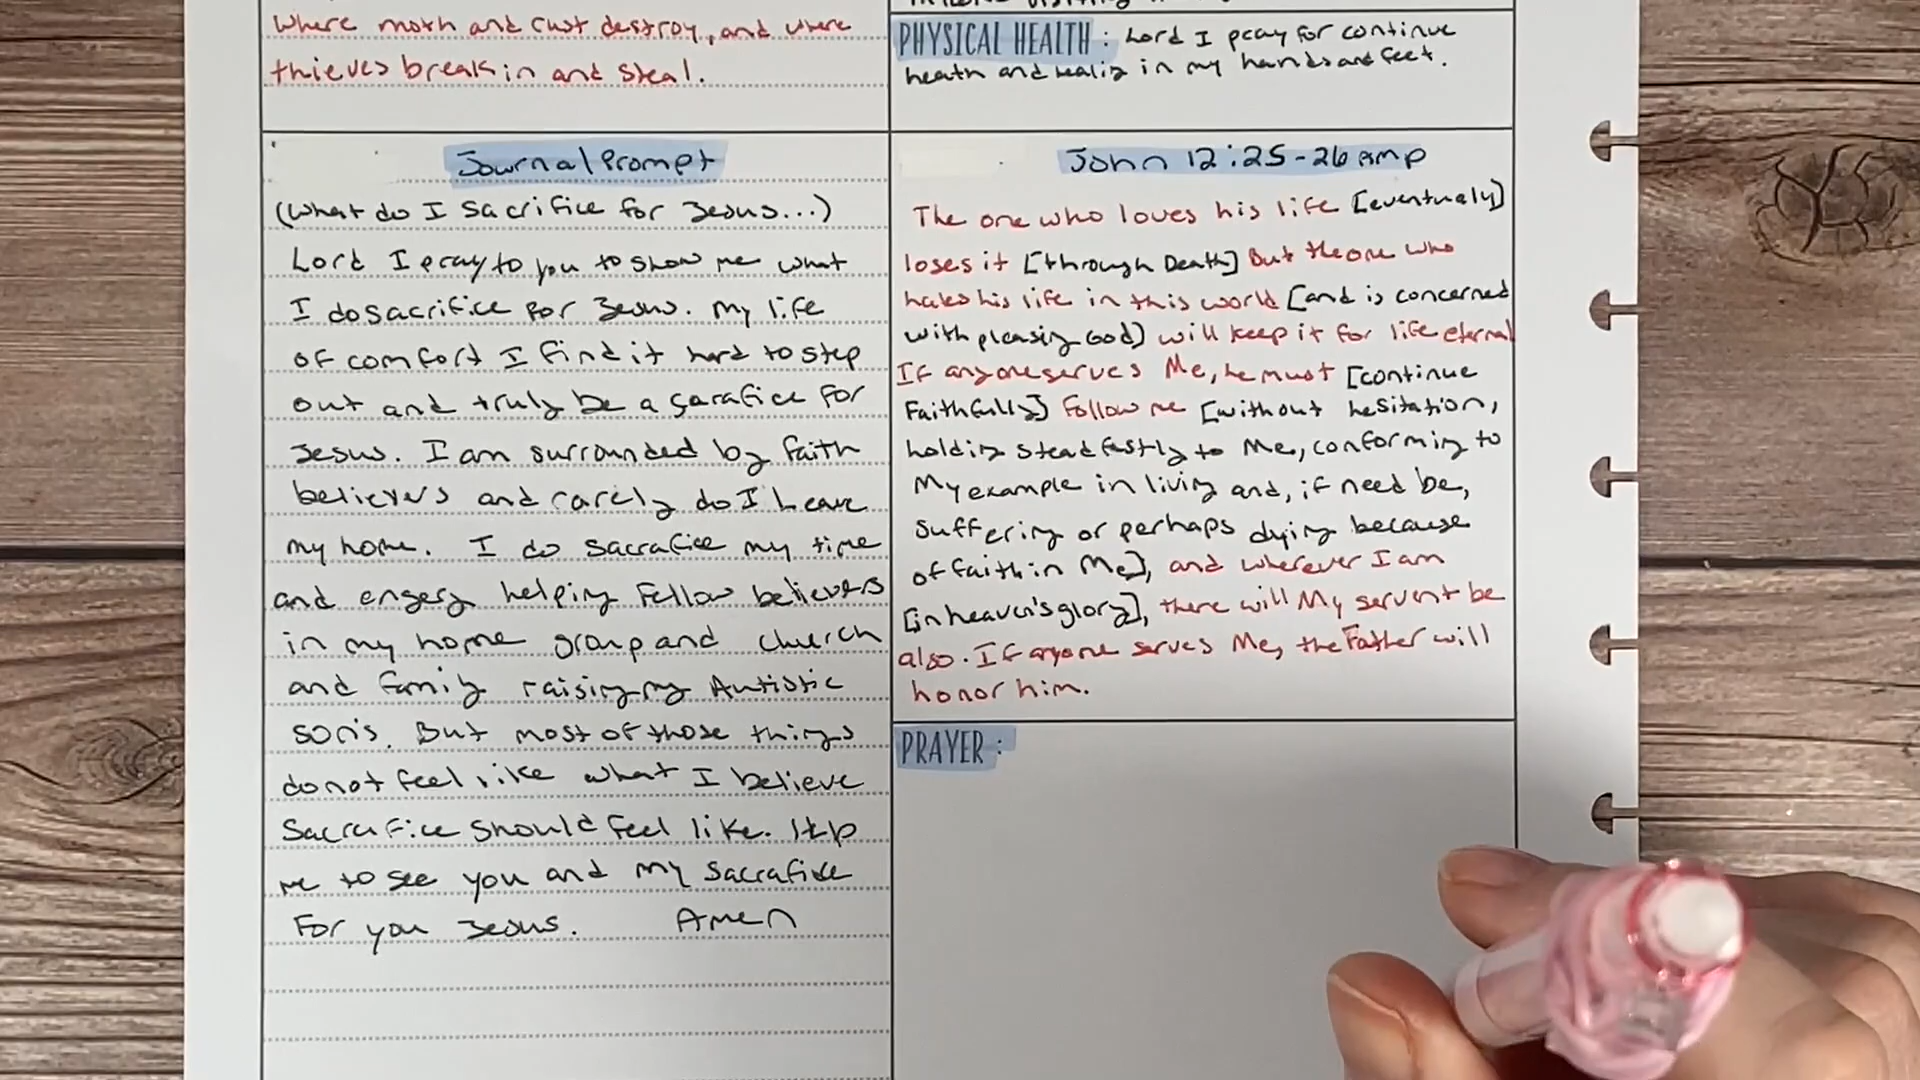 where moth and rust destroy, and where
thieves break in and steal.
PHYSICAL HEALTH : Lord I pray for continue
heath and healig in my hands and feet.
Journal Prompt
(What do I sacrifice for Jesus...)
Lord I pray to you to show me what
I do sacrifice for Jesus. My life
of comfort I find it hard to step
out and truly be a sarafice for
Jesus. I am surrounded by faith
believers and rarely do I Leave
my home. I do sacrafice my time
and engery helping fellow believers
in my home group and church
and family raising my Autistic
son's. But most of those things
do not feel like what I believe
Sacrafice should feel like. Help
me to see you and my sacrafice
For you Jesus. Amen
John 12:25-26 AMP
The one who loves his life [eventualy]
loses it [through Death] But the one who
hates his life in this world [and is concerned
with pleasing God] will keep it for life eternal
If anyone serves Me, he must [continue
Faithfully] Follow me [without hesitation,
holding steadfastly to Me, conforming to
My example in living and, if need be,
suffering or perhaps dying because
of faith in Me], and wherever I am
[in heaven's glory], there will My servent be
also. If anyone serves Me, the Father will
honor him.
PRAYER :